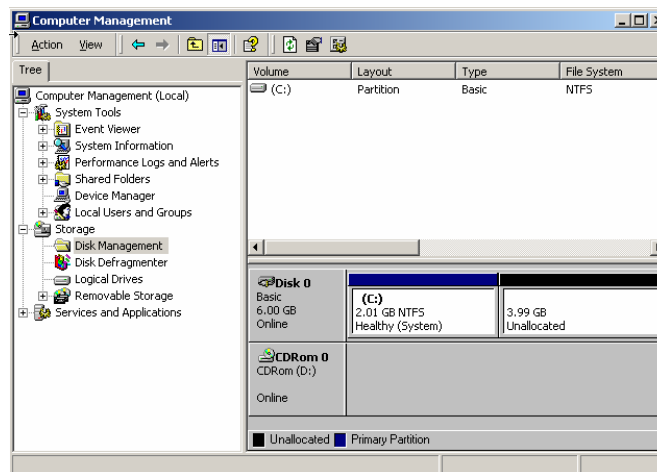 Computer Management
Action View
Tree
Computer Management (Local)
System Tools
Event Viewer
System Information
Performance Logs and Alerts
Shared Folders
Device Manager
Local Users and Groups
Storage
Disk Management
Disk Defragmenter
Logical Drives
Removable Storage
Services and Applications
Volume Layout Type File System
(C:) Partition Basic NTFS
Disk 0
Basic
6.00 GB
Online
(C:)
2.01 GB NTFS
Healthy (System)
3.99 GB
Unallocated
CDRom 0
CDRom (D:)
Online
Unallocated Primary Partition